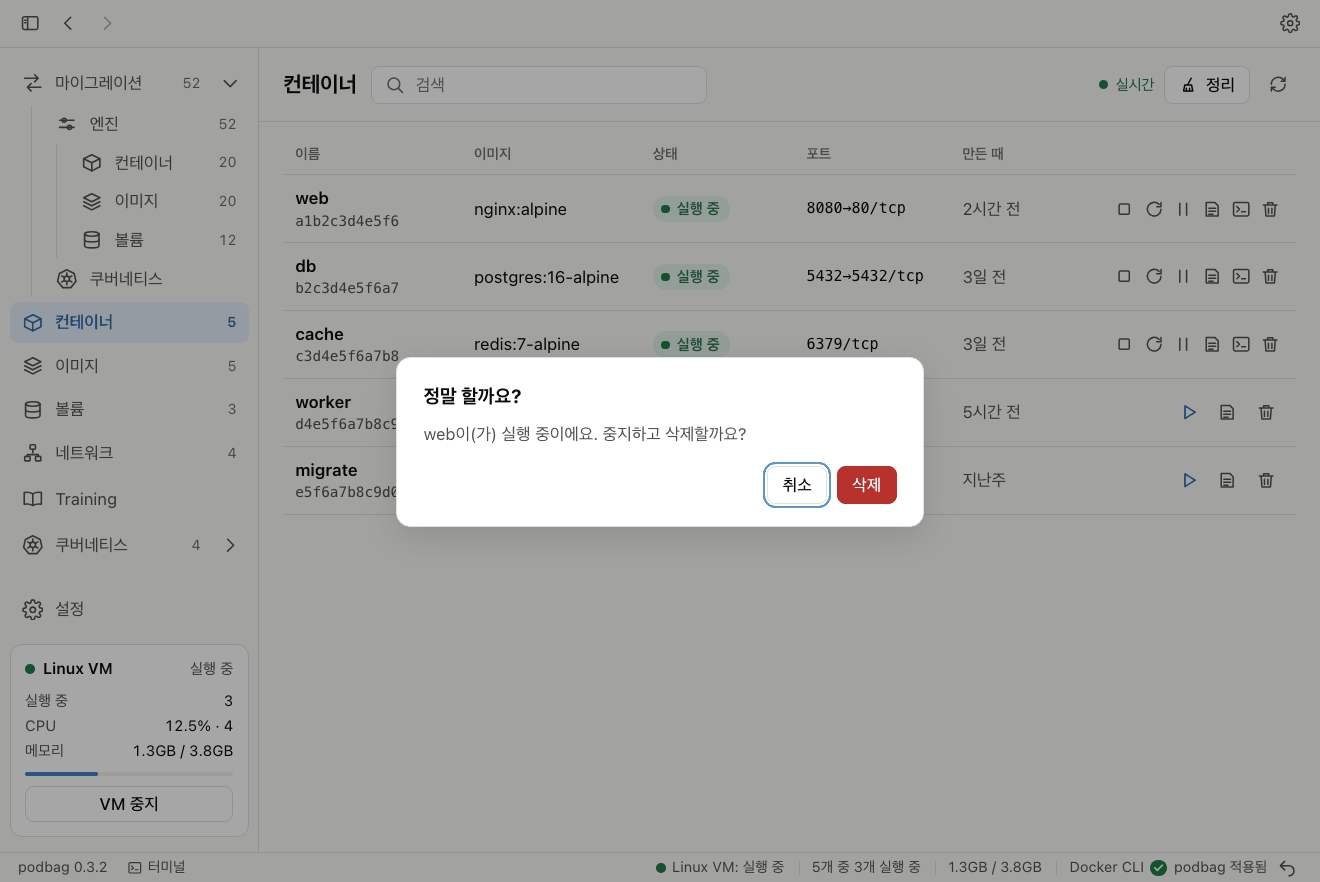 마이그레이션 52
엔진 52
컨테이너 20
이미지 20
볼륨 12
쿠버네티스
컨테이너 5
이미지 5
볼륨 3
네트워크 4
Training
쿠버네티스 4
설정
Linux VM 실행 중
실행 중 3
CPU 12.5% · 4
메모리 1.3GB / 3.8GB
VM 중지
컨테이너 검색 실시간 정리
이름 이미지 상태 포트 만든 때
web
a1b2c3d4e5f6
nginx:alpine 실행 중 8080→80/tcp 2시간 전
db
b2c3d4e5f6a7
postgres:16-alpine 실행 중 5432→5432/tcp 3일 전
cache
c3d4e5f6a7b8
redis:7-alpine 실행 중 6379/tcp 3일 전
worker
d4e5f6a7b8c9
5시간 전
migrate
e5f6a7b8c9d0
지난주
정말 할까요?
web이(가) 실행 중이에요. 중지하고 삭제할까요?
취소 삭제
podbag 0.3.2 터미널 Linux VM: 실행 중 5개 중 3개 실행 중 1.3GB / 3.8GB Docker CLI podbag 적용됨